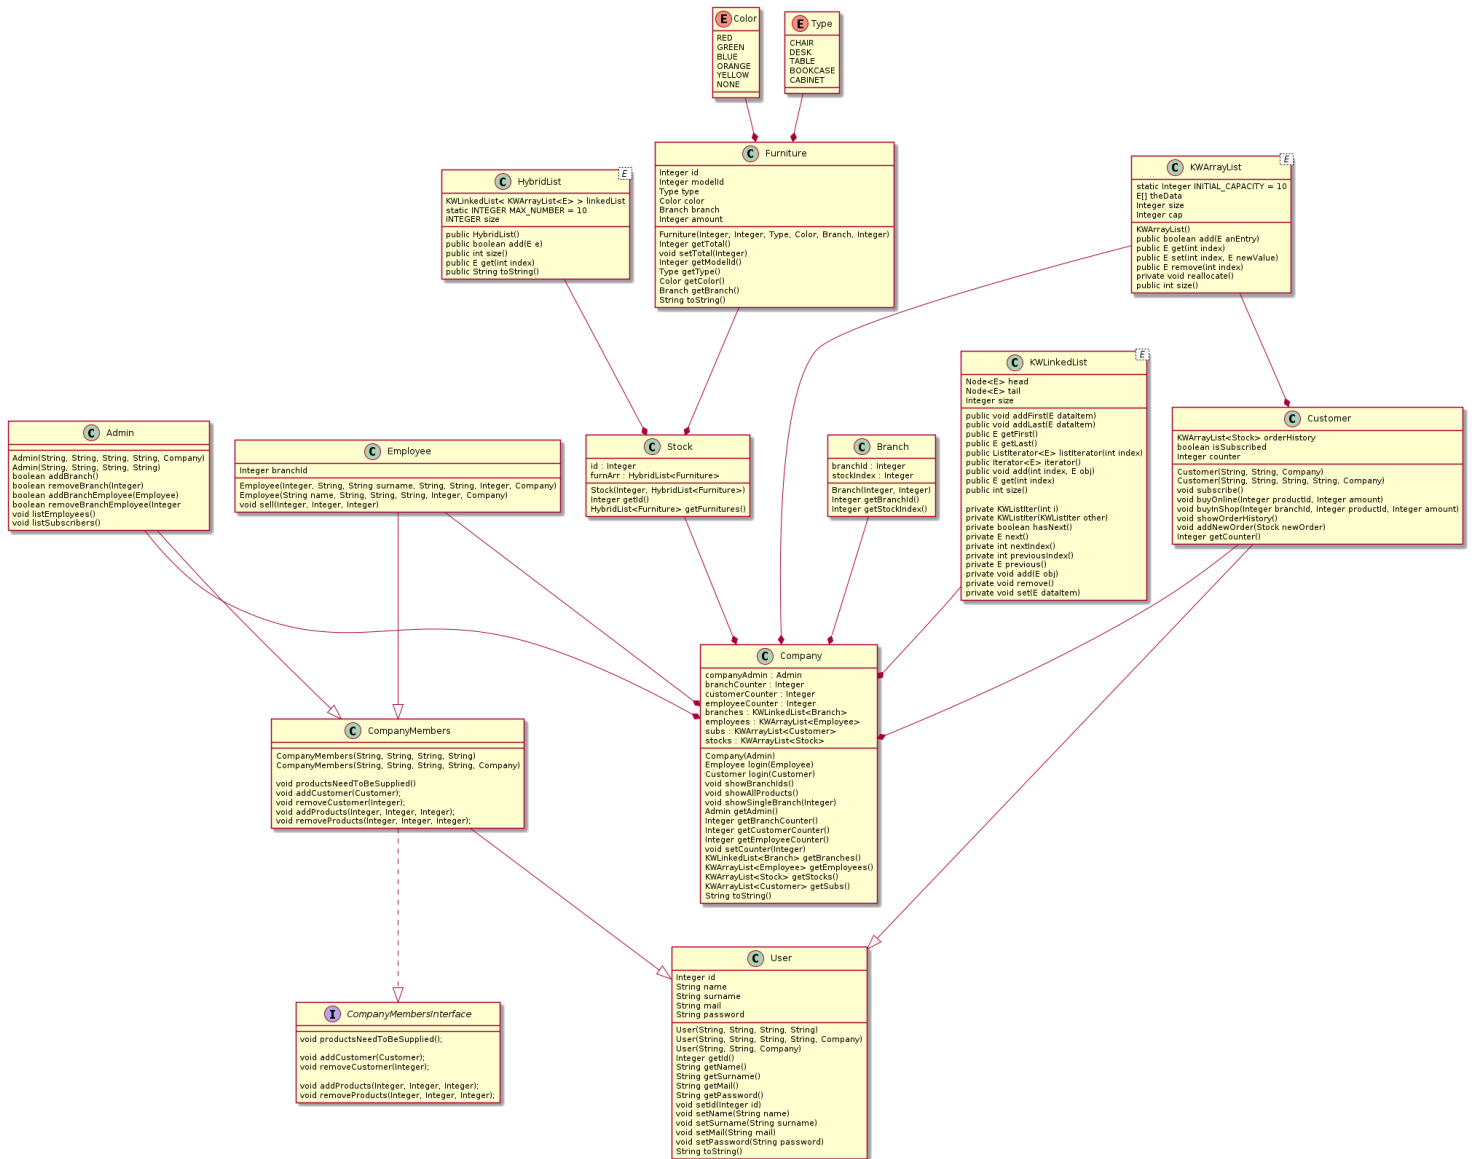 E Color
RED
GREEN
BLUE
ORANGE
YELLOW
NONE
E Type
CHAIR
DESK
TABLE
BOOKCASE
CABINET
C HybridList E
KWLinkedList< KWArrayList<E> > linkedList
static INTEGER MAX_NUMBER = 10
INTEGER size
public HybridList()
public boolean add(E e)
public int size()
public E get(int index)
public String toString()
C Furniture
Integer id
Integer modelId
Type type
Color color
Branch branch
Integer amount
Furniture(Integer, Integer, Type, Color, Branch, Integer)
Integer getTotal()
void setTotal(Integer)
Integer getModelId()
Type getType()
Color getColor()
Branch getBranch()
String toString()
C KWArrayList E
static Integer INITIAL_CAPACITY = 10
E[] theData
Integer size
Integer cap
KWArrayList()
public boolean add(E anEntry)
public E get(int index)
public E set(int index, E newValue)
public E remove(int index)
private void reallocate()
public int size()
C Admin
Admin(String, String, String, String, Company)
Admin(String, String, String, String)
boolean addBranch()
boolean removeBranch(Integer)
boolean addBranchEmployee(Employee)
boolean removeBranchEmployee(Integer
void listEmployees()
void listSubscribers()
C Employee
Integer branchId
Employee(Integer, String, String surname, String, String, Integer, Company)
Employee(String name, String, String, String, Integer, Company)
void sell(Integer, Integer, Integer)
C Stock
id : Integer
furnArr : HybridList<Furniture>
Stock(Integer, HybridList<Furniture>)
Integer getId()
HybridList<Furniture> getFurnitures()
C Branch
branchId : Integer
stockIndex : Integer
Branch(Integer, Integer)
Integer getBranchId()
Integer getStockIndex()
C KWLinkedList E
Node<E> head
Node<E> tail
Integer size
public void addFirst(E dataItem)
public void addLast(E dataItem)
public E getFirst()
public E getLast()
public ListIterator<E> listIterator(int index)
public Iterator<E> iterator()
public void add(int index, E obj)
public E get(int index)
public int size()
private KWListIter(int i)
private KWListIter(KWListIter other)
private boolean hasNext()
private E next()
private int nextIndex()
private int previousIndex()
private E previous()
private void add(E obj)
private void remove()
private void set(E dataItem)
C Customer
KWArrayList<Stock> orderHistory
boolean isSubscribed
Integer counter
Customer(String, String, Company)
Customer(String, String, String, String, Company)
void subscribe()
void buyOnline(Integer productId, Integer amount)
void buyInShop(Integer branchId, Integer productId, Integer amount)
void showOrderHistory()
void addNewOrder(Stock newOrder)
Integer getCounter()
C CompanyMembers
CompanyMembers(String, String, String, String)
CompanyMembers(String, String, String, String, Company)
void productsNeedToBeSupplied()
void addCustomer(Customer);
void removeCustomer(Integer);
void addProducts(Integer, Integer, Integer);
void removeProducts(Integer, Integer, Integer);
C Company
companyAdmin : Admin
branchCounter : Integer
customerCounter : Integer
employeeCounter : Integer
branches : KWLinkedList<Branch>
employees : KWArrayList<Employee>
subs : KWArrayList<Customer>
stocks : KWArrayList<Stock>
Company(Admin)
Employee login(Employee)
Customer login(Customer)
void showBranchIds()
void showAllProducts()
void showSingleBranch(Integer)
Admin getAdmin()
Integer getBranchCounter()
Integer getCustomerCounter()
Integer getEmployeeCounter()
void setCounter(Integer)
KWLinkedList<Branch> getBranches()
KWArrayList<Employee> getEmployees()
KWArrayList<Stock> getStocks()
KWArrayList<Customer> getSubs()
String toString()
I CompanyMembersInterface
void productsNeedToBeSupplied();
void addCustomer(Customer);
void removeCustomer(Integer);
void addProducts(Integer, Integer, Integer);
void removeProducts(Integer, Integer, Integer);
C User
Integer id
String name
String surname
String mail
String password
User(String, String, String, String)
User(String, String, String, String, Company)
User(String, String, Company)
Integer getId()
String getName()
String getSurname()
String getMail()
String getPassword()
void setId(Integer id)
void setName(String name)
void setSurname(String surname)
void setMail(String mail)
void setPassword(String password)
String toString()